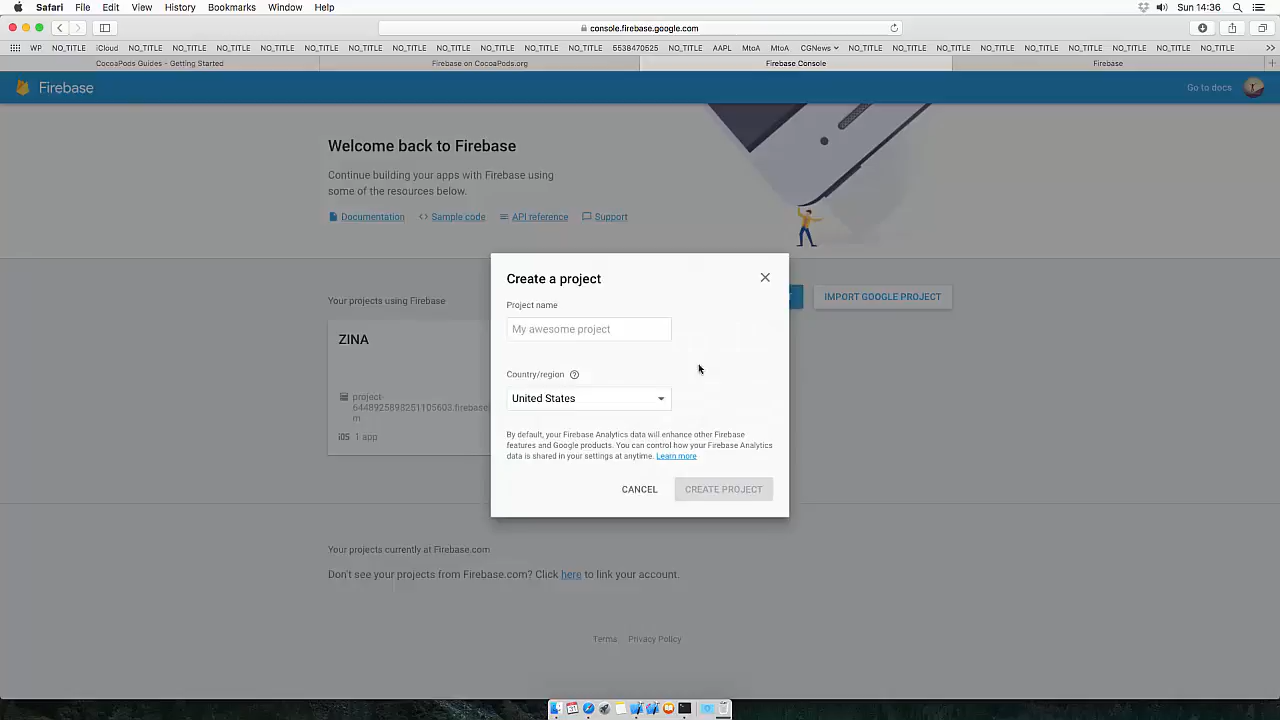 Safari File Edit View History Bookmarks Window Help Sun 14:36
console.firebase.google.com
WP NO_TITLE iCloud NO_TITLE NO_TITLE NO_TITLE NO_TITLE NO_TITLE NO_TITLE NO_TITLE NO_TITLE NO_TITLE NO_TITLE 5538470525 NO_TITLE AAPL MtoA MtoA CGNews NO_TITLE NO_TITLE NO_TITLE NO_TITLE NO_TITLE NO_TITLE NO_TITLE NO_TITLE NO_TITLE
CocoaPods Guides - Getting Started Firebase on CocoaPods.org Firebase Console Firebase
Firebase Go to docs
Welcome back to Firebase
Continue building your apps with Firebase using
some of the resources below.
Documentation Sample code API reference Support
Your projects using Firebase
IMPORT GOOGLE PROJECT
ZINA
project-
iOS 1 app
Create a project
Project name
My awesome project
Country/region
United States
By default, your Firebase Analytics data will enhance other Firebase
features and Google products. You can control how your Firebase Analytics
data is shared in your settings at anytime. Learn more
CANCEL CREATE PROJECT
Your projects currently at Firebase.com
Don't see your projects from Firebase.com? Click here to link your account.
Terms Privacy Policy